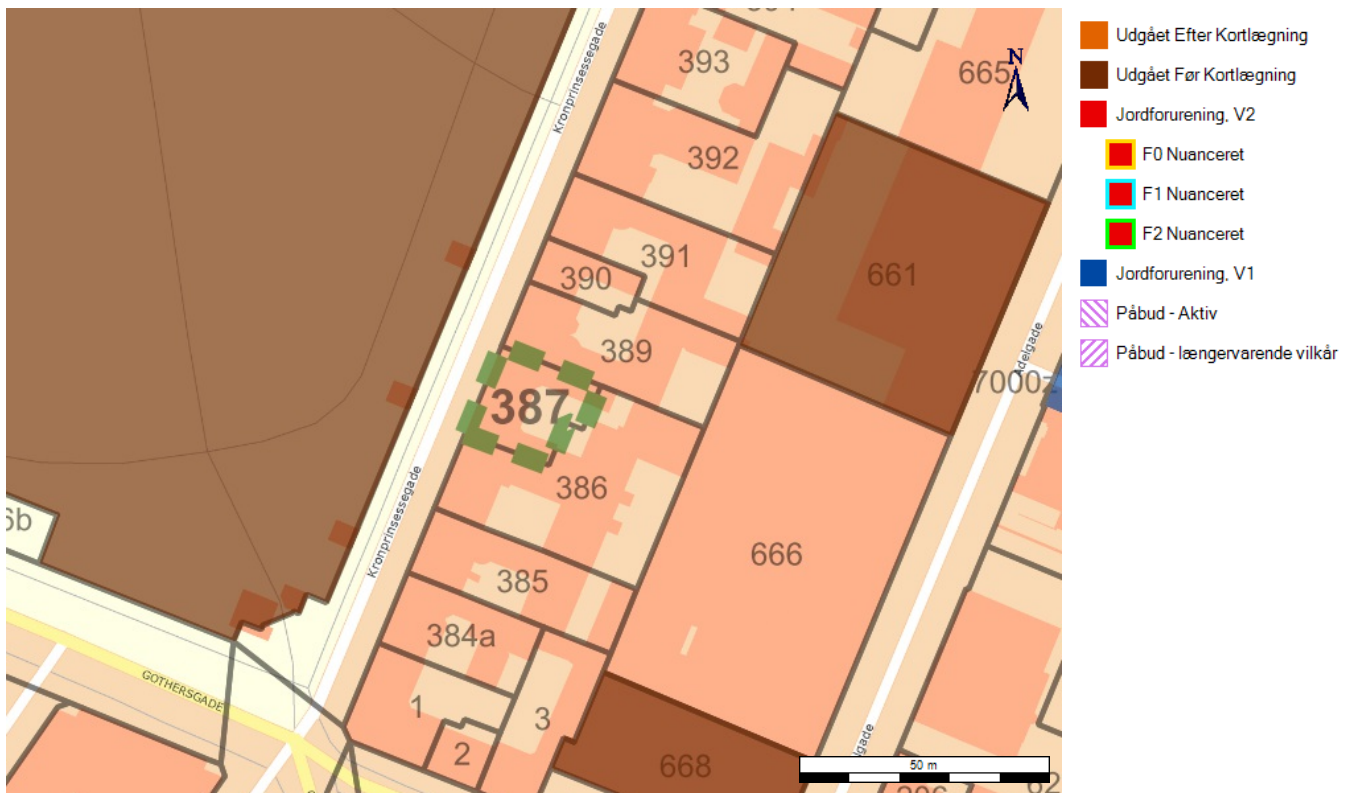 393
665
N
Kronprinsessegade
392
391
390
661
389
Adelgade
387
386
6b
Kronprinsessegade
385
666
384a
GOTHERSGADE
1
3
2
668
50 m
Udgået Efter Kortlægning
Udgået Før Kortlægning
Jordforurening, V2
F0 Nuanceret
F1 Nuanceret
F2 Nuanceret
Jordforurening, V1
Påbud - Aktiv
Påbud - længervarende vilkår